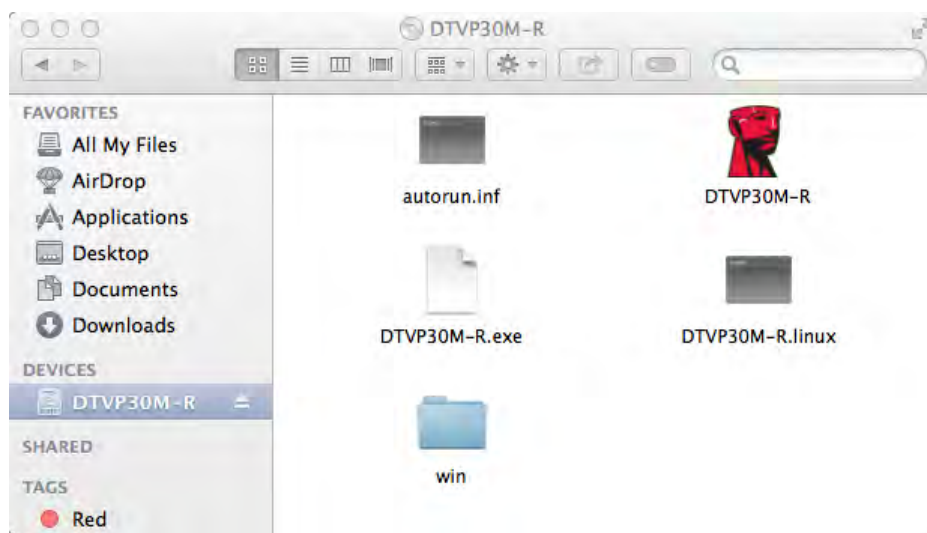 DTVP30M-R
FAVORITES
All My Files
AirDrop
Applications
Desktop
Documents
Downloads
DEVICES
DTVP30M-R
SHARED
TAGS
Red
autorun.inf
DTVP30M-R
DTVP30M-R.exe
DTVP30M-R.linux
win